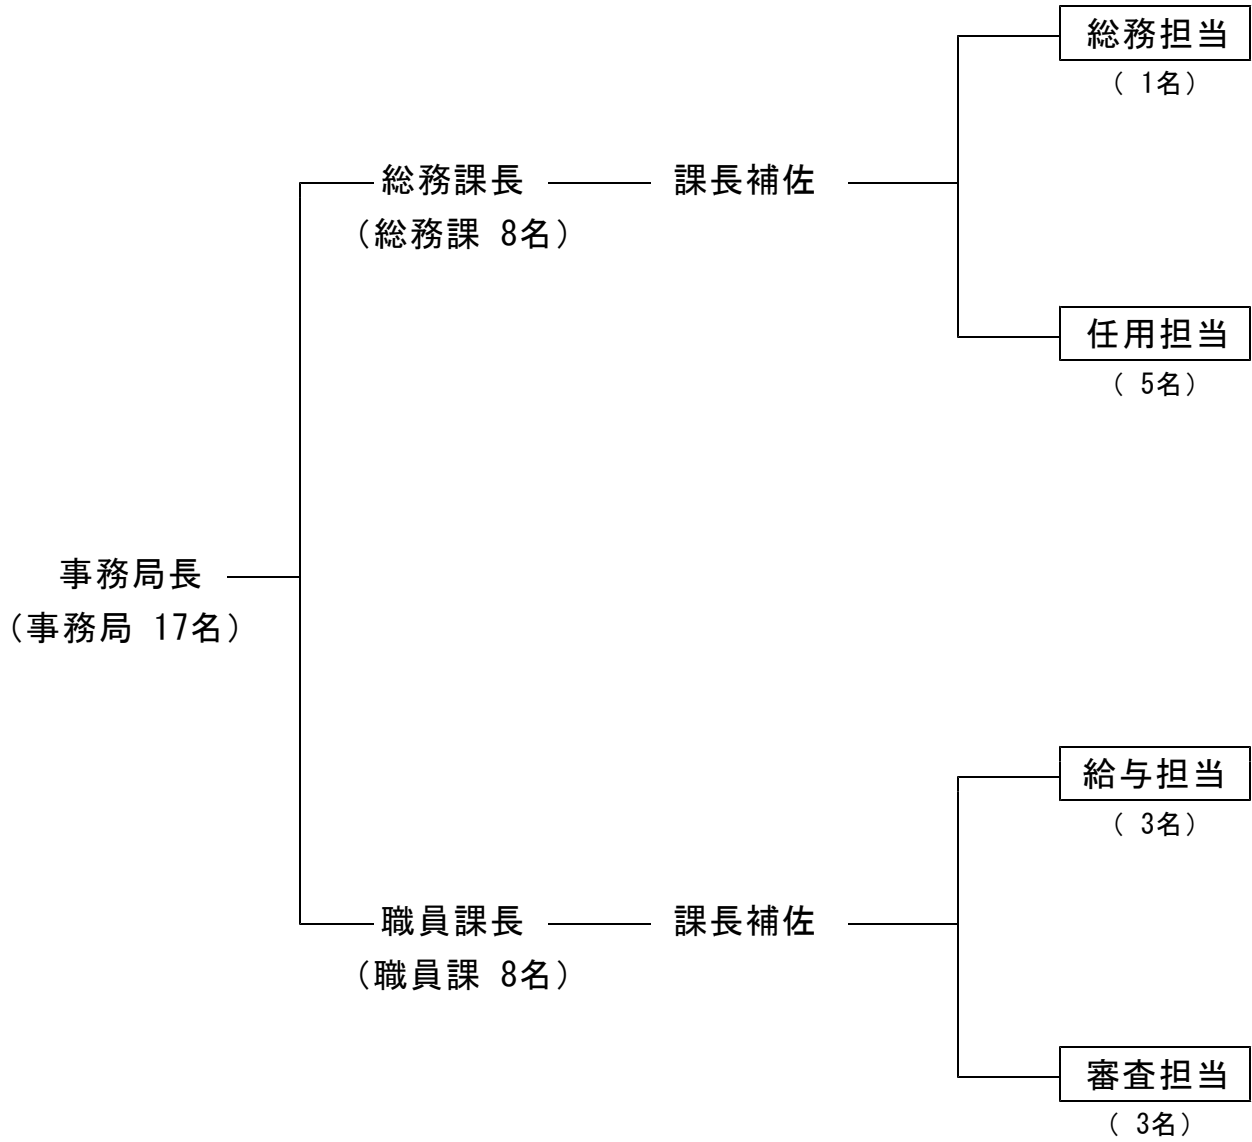 総務担当
（ 1名）
総務課長
課長補佐
（総務課 8名）
任用担当
（ 5名）
事務局長
（事務局 17名）
給与担当
（ 3名）
職員課長
課長補佐
（職員課 8名）
審査担当
（ 3名）